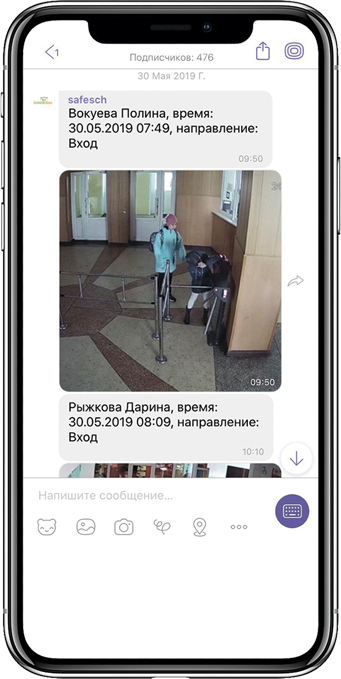 1
Подписчиков: 476
30 Мая 2019 Г.
safesch
Вокуева Полина, время:
30.05.2019 07:49, направление:
Вход
09:50
09:50
Рыжкова Дарина, время:
30.05.2019 08:09, направление:
Вход
10:10
Напишите сообщение...